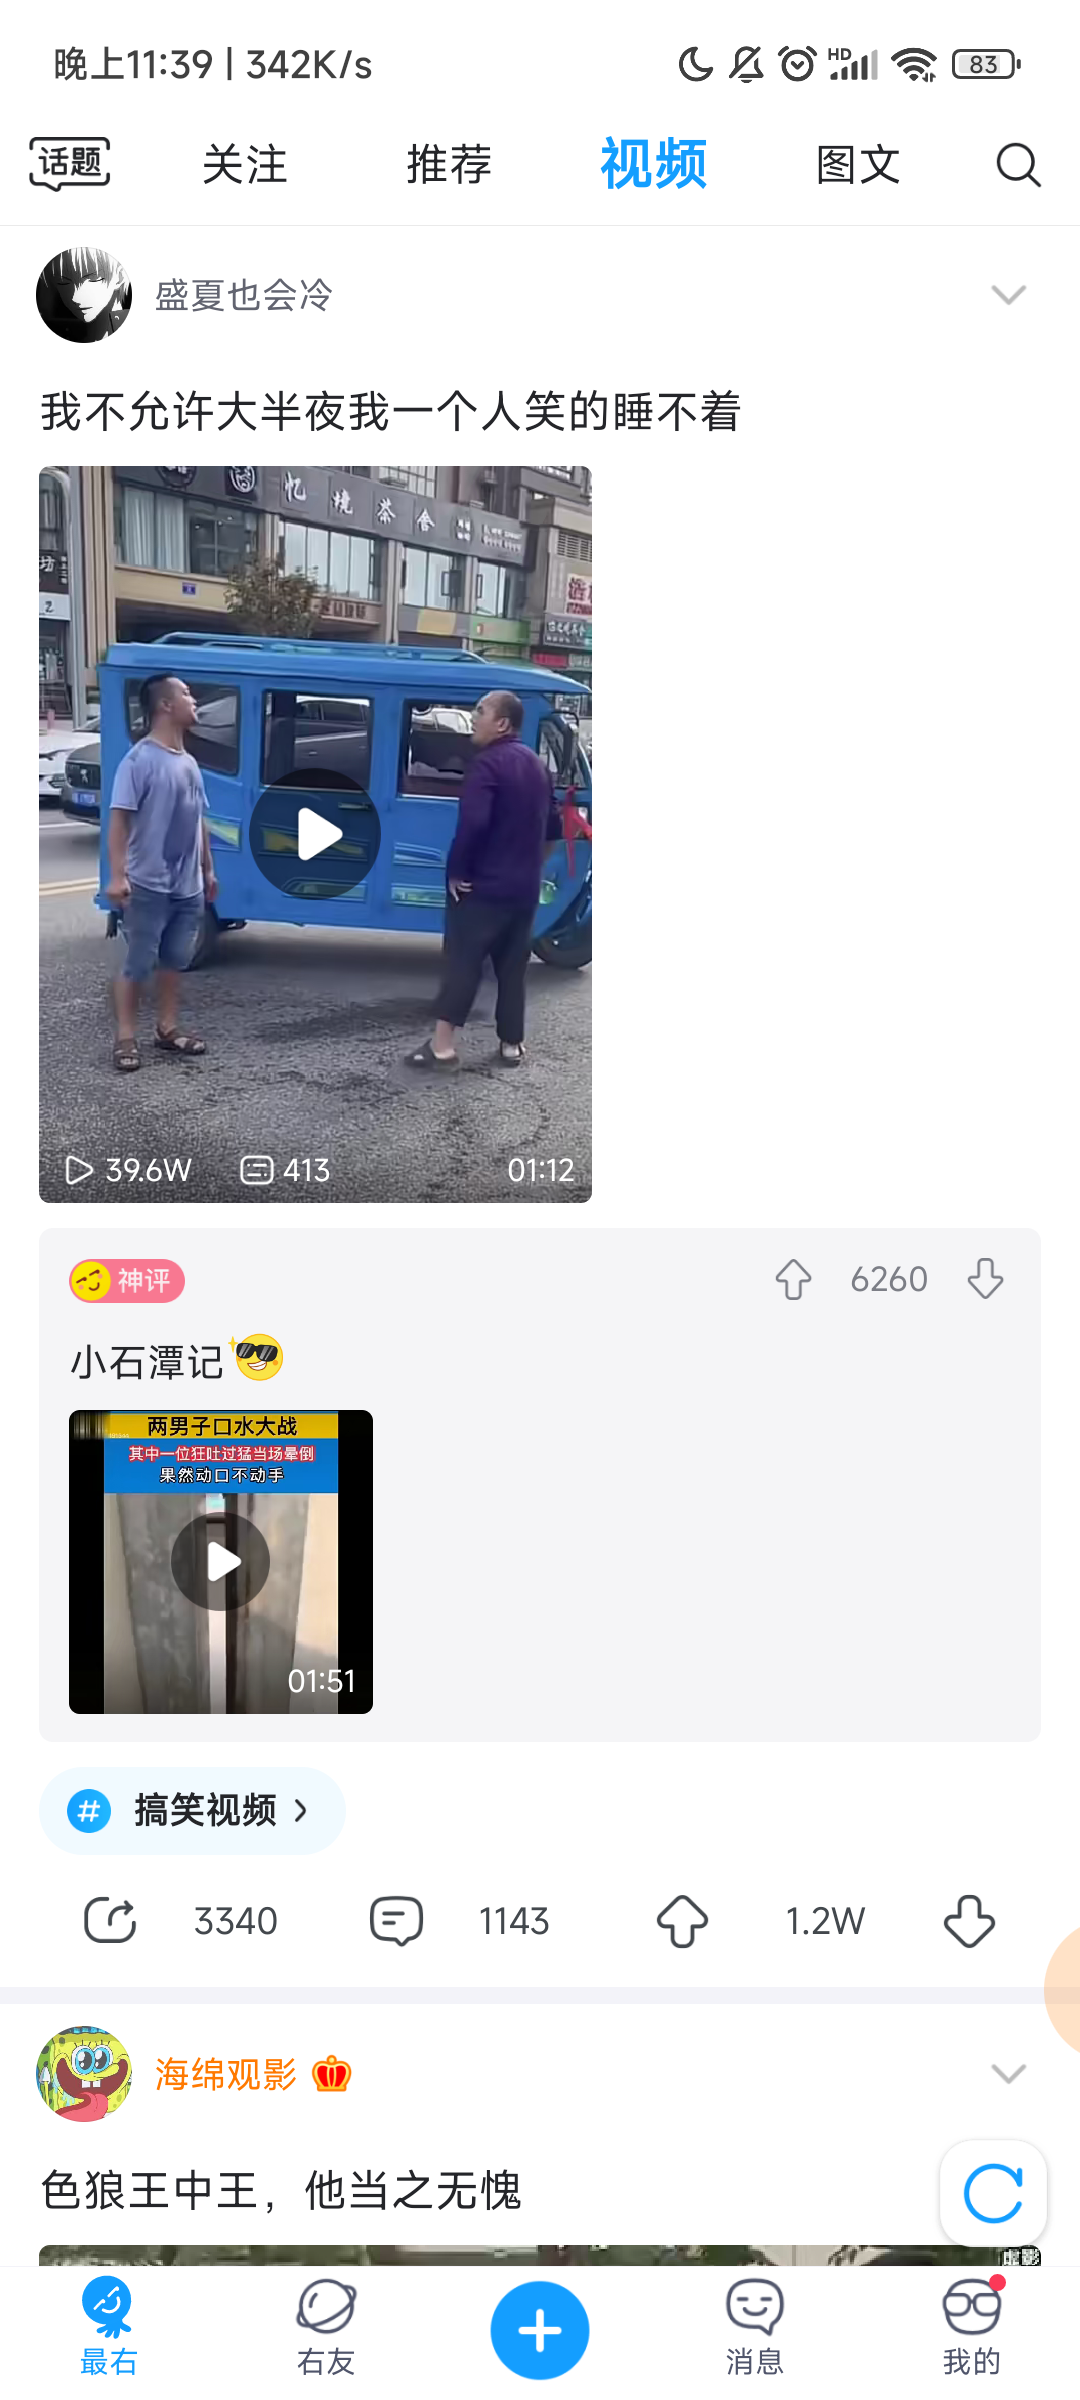 晚上11:39 | 342K/s
HD
83
话题
关注
推荐
视频
图文
盛夏也会冷
我不允许大半夜我一个人笑的睡不着
忆境茶舍
39.6W
413
01:12
神评
6260
小石潭记
两男子口水大战
其中一位狂吐过猛当场晕倒
果然动口不动手
01:51
# 搞笑视频
3340
1143
1.2W
海绵观影
色狼王中王，他当之无愧
最右
右友
消息
我的